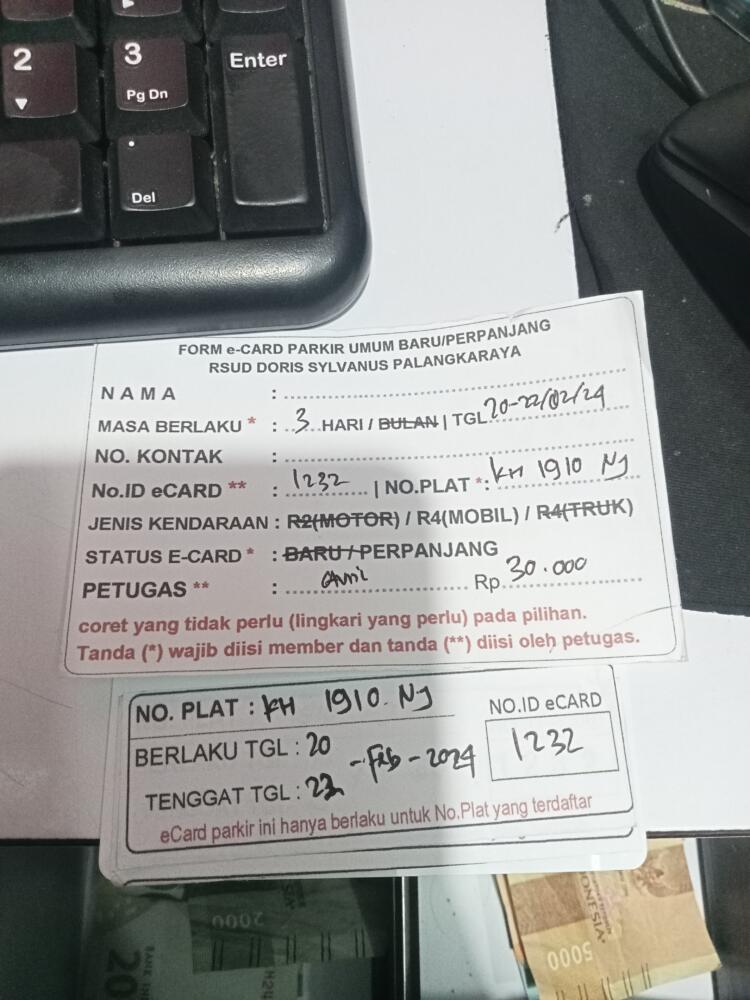 2
3
Pg Dn
Enter
Del
FORM e-CARD PARKIR UMUM BARU/PERPANJANG
RSUD DORIS SYLVANUS PALANGKARAYA
NAMA :
MASA BERLAKU * : 3 HARI / BULAN | TGL 20-22/02/24
NO. KONTAK :
No.ID eCARD ** : 1232 | NO.PLAT *: KH 1910 NJ
JENIS KENDARAAN : R2(MOTOR) / R4(MOBIL) / R4(TRUK)
STATUS E-CARD * : BARU / PERPANJANG
PETUGAS ** : Rp 30.000
coret yang tidak perlu (lingkari yang perlu) pada pilihan.
Tanda (*) wajib diisi member dan tanda (**) diisi oleh petugas.
NO. PLAT : KH 1910 NJ
NO.ID eCARD
1232
BERLAKU TGL : 20 - Feb - 2024
TENGGAT TGL : 22
eCard parkir ini hanya berlaku untuk No.Plat yang terdaftar
2000
5000